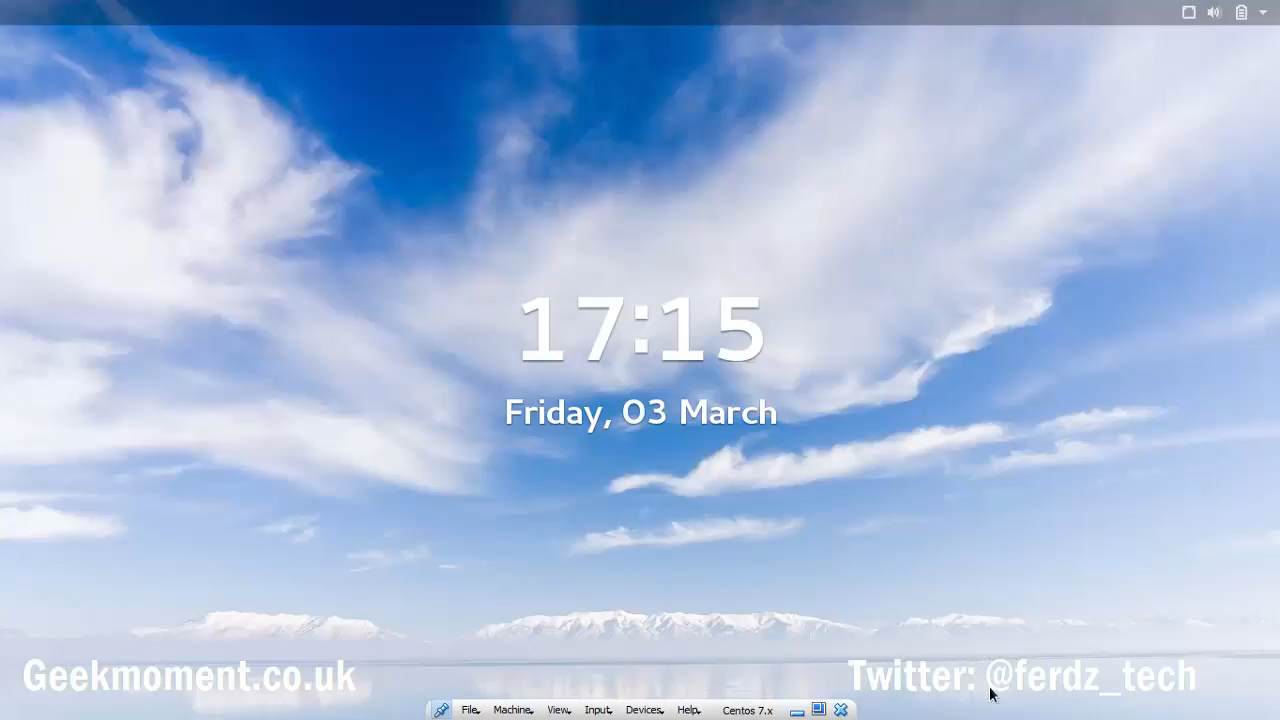 17:15
Friday, 03 March
Geekmoment.co.uk
Twitter: @ferdz_tech
File Machine View Input Devices Help Centos 7.x